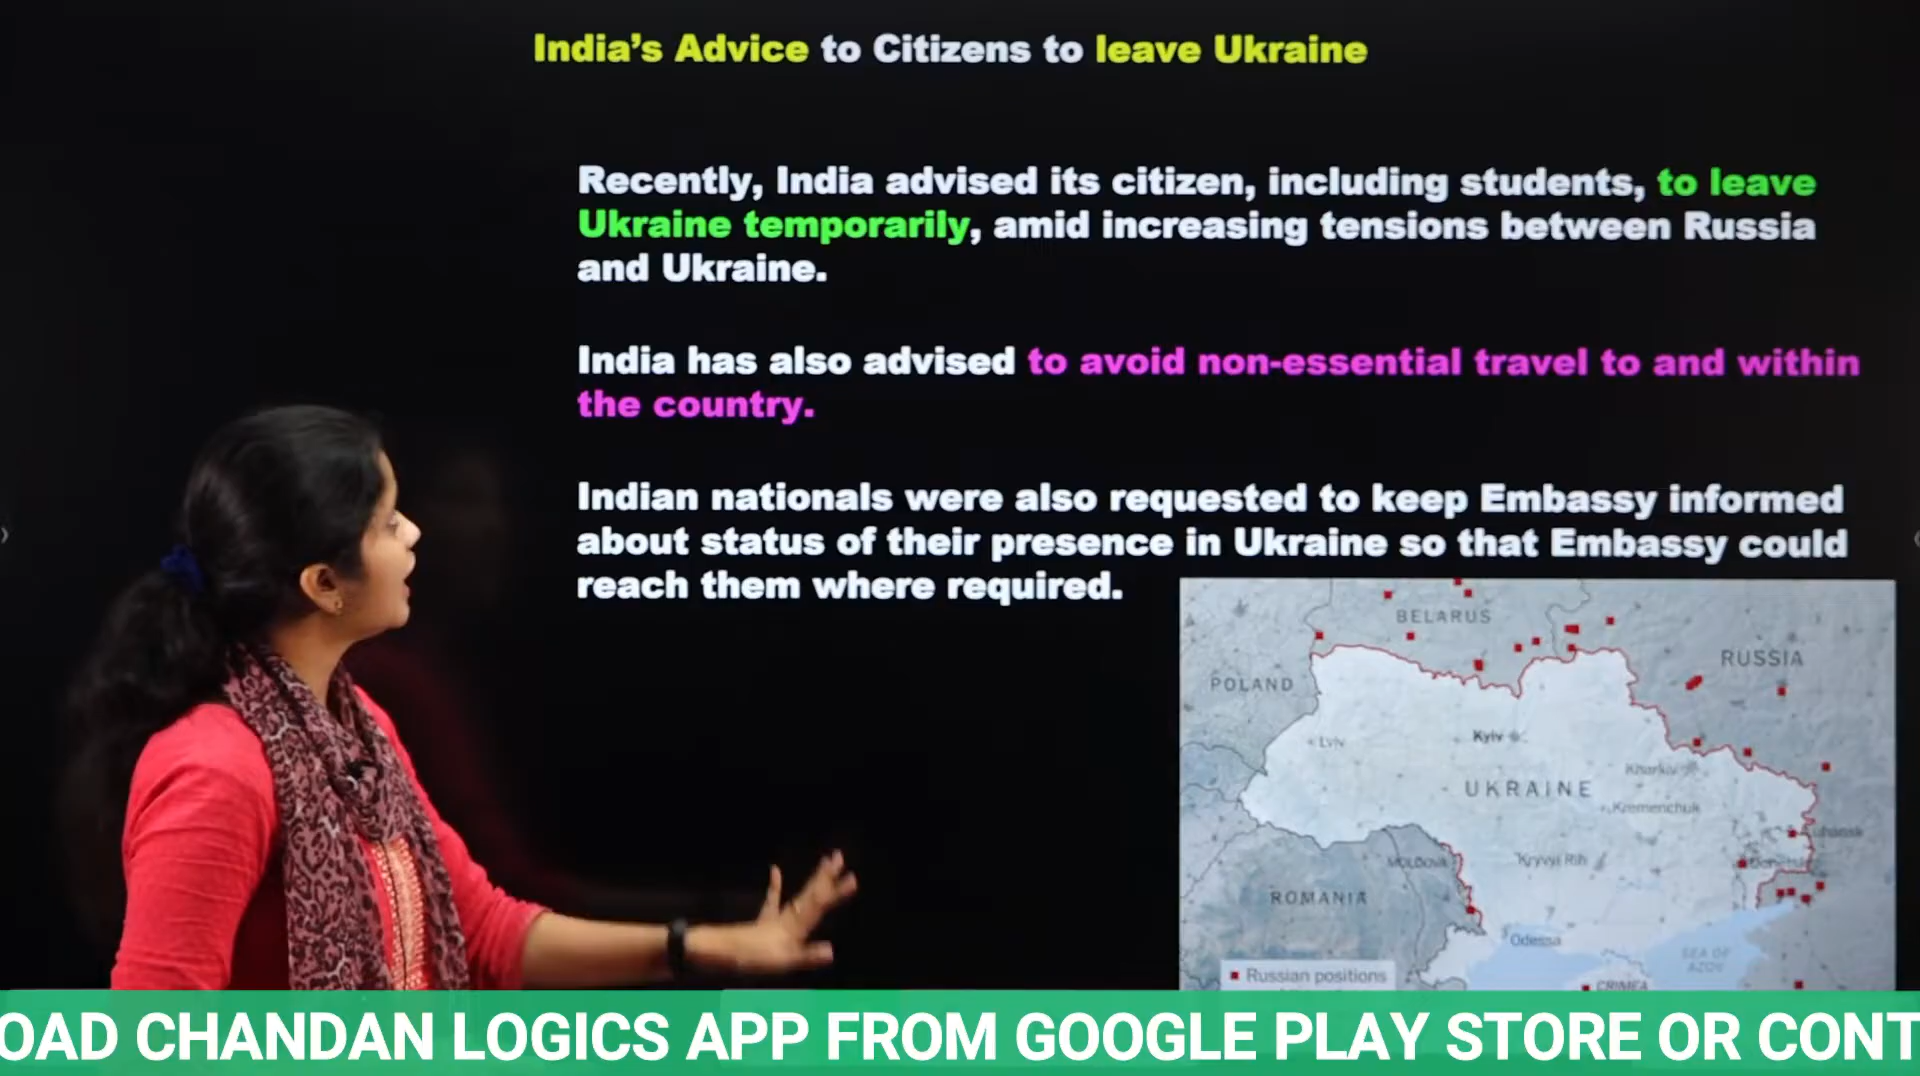 India's Advice to Citizens to leave Ukraine
Recently, India advised its citizen, including students, to leave
Ukraine temporarily, amid increasing tensions between Russia
and Ukraine.
India has also advised to avoid non-essential travel to and within
the country.
Indian nationals were also requested to keep Embassy informed
about status of their presence in Ukraine so that Embassy could
reach them where required.
BELARUS
RUSSIA
POLAND
Lviv
Kyiv
Kharkiv
UKRAINE
Kremenchuk
Luhansk
MOLDOVA
Kryvyi Rih
Donetsk
ROMANIA
Odessa
SEA OF
AZOV
Russian positions
CRIMEA
OAD CHANDAN LOGICS APP FROM GOOGLE PLAY STORE OR CONT